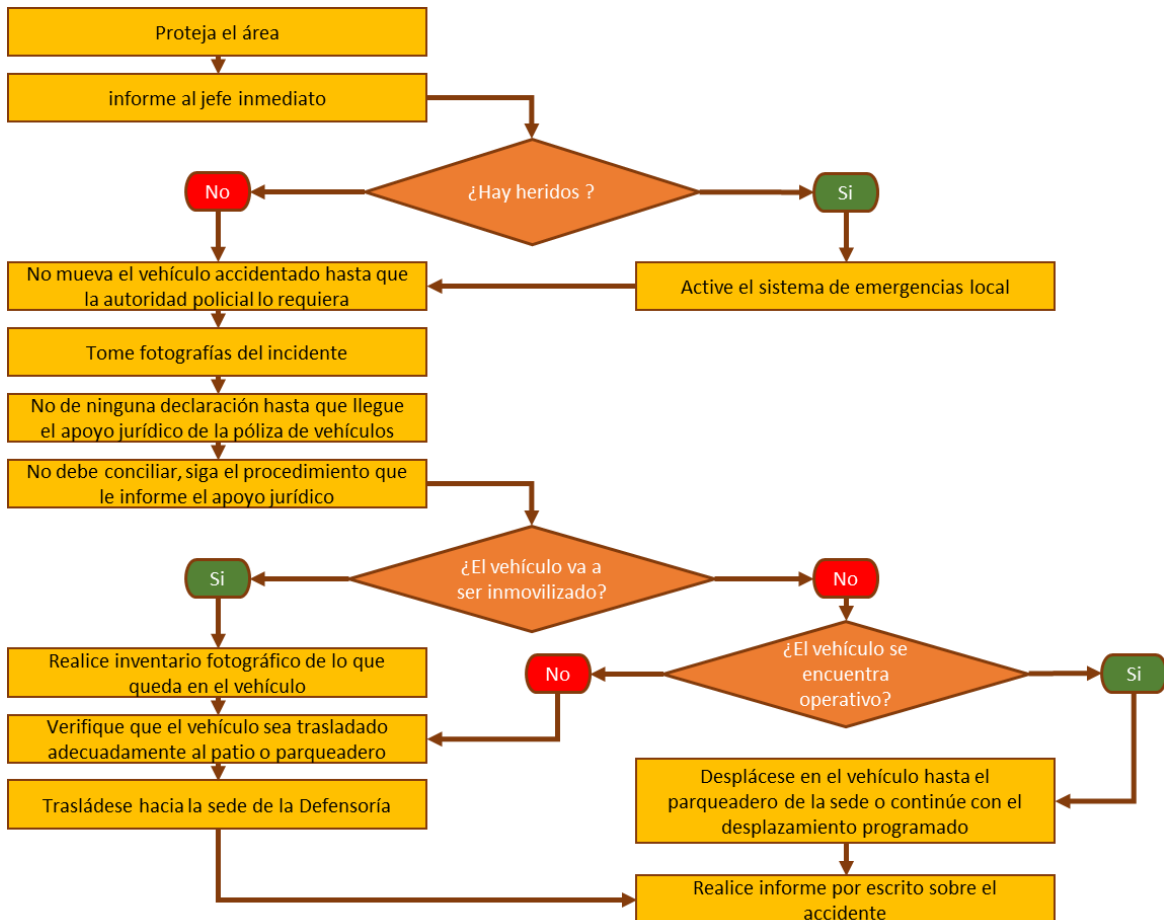 Proteja el área
informe al jefe inmediato
¿Hay heridos ?
No
Si
No mueva el vehículo accidentado hasta que
la autoridad policial lo requiera
Active el sistema de emergencias local
Tome fotografías del incidente
No de ninguna declaración hasta que llegue
el apoyo jurídico de la póliza de vehículos
No debe conciliar, siga el procedimiento que
le informe el apoyo jurídico
¿El vehículo va a
ser inmovilizado?
Si
No
Realice inventario fotográfico de lo que
queda en el vehículo
¿El vehículo se
encuentra
operativo?
No
Si
Verifique que el vehículo sea trasladado
adecuadamente al patio o parqueadero
Trasládese hacia la sede de la Defensoría
Desplácese en el vehículo hasta el
parqueadero de la sede o continúe con el
desplazamiento programado
Realice informe por escrito sobre el
accidente